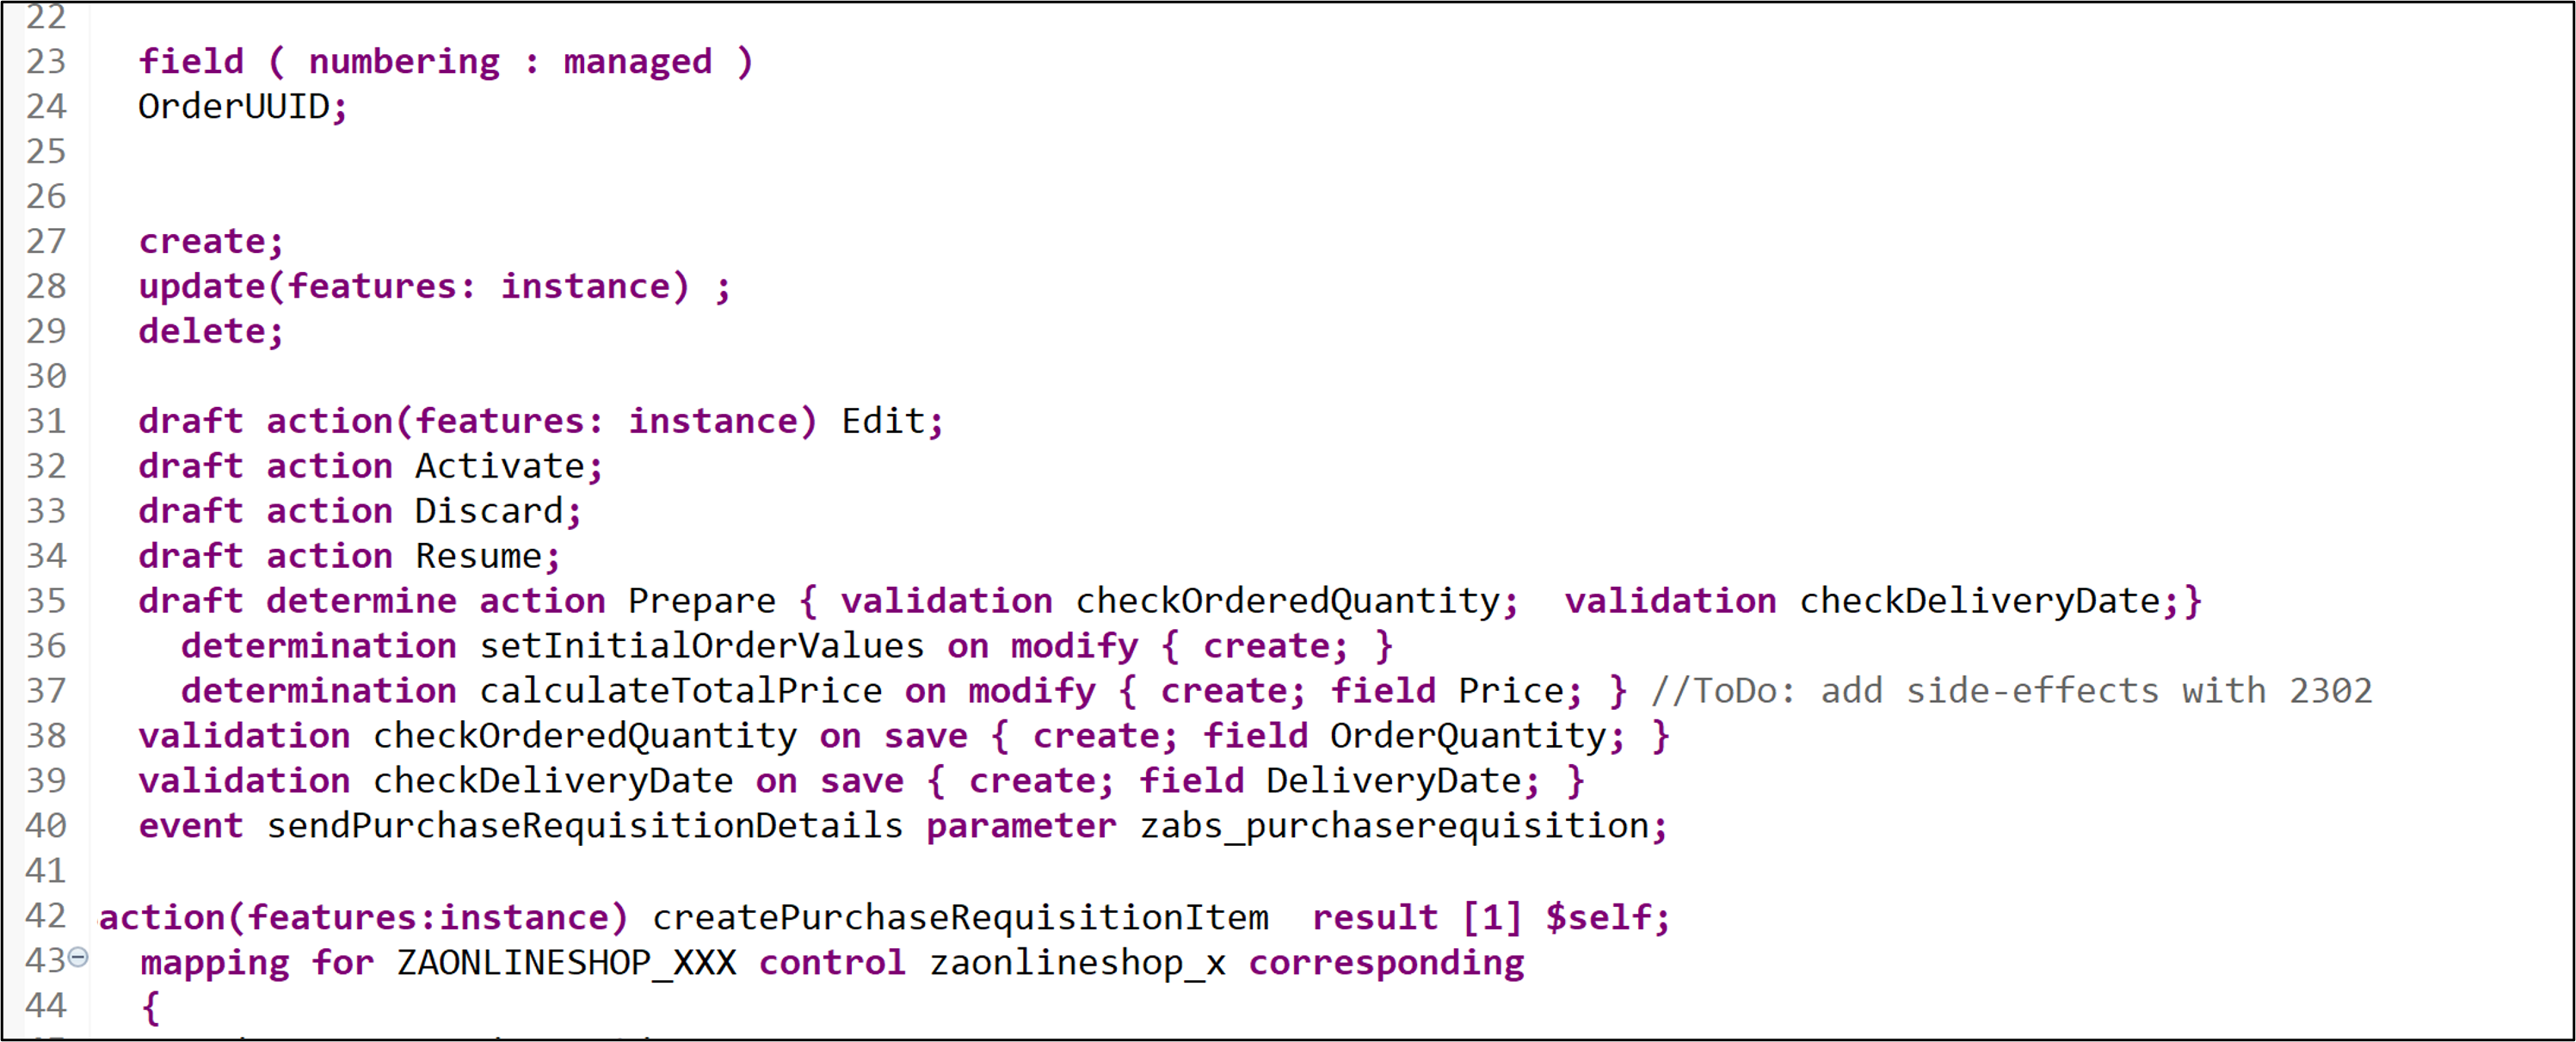 22
23 field ( numbering : managed )
24 OrderUUID;
25
26
27 create;
28 update(features: instance) ;
29 delete;
30
31 draft action(features: instance) Edit;
32 draft action Activate;
33 draft action Discard;
34 draft action Resume;
35 draft determine action Prepare { validation checkOrderedQuantity;  validation checkDeliveryDate;}
36 determination setInitialOrderValues on modify { create; }
37 determination calculateTotalPrice on modify { create; field Price; } //ToDo: add side-effects with 2302
38 validation checkOrderedQuantity on save { create; field OrderQuantity; }
39 validation checkDeliveryDate on save { create; field DeliveryDate; }
40 event sendPurchaseRequisitionDetails parameter zabs_purchaserequisition;
41
42 action(features:instance) createPurchaseRequisitionItem  result [1] $self;
43 mapping for ZAONLINESHOP_XXX control zaonlineshop_x corresponding
44 {